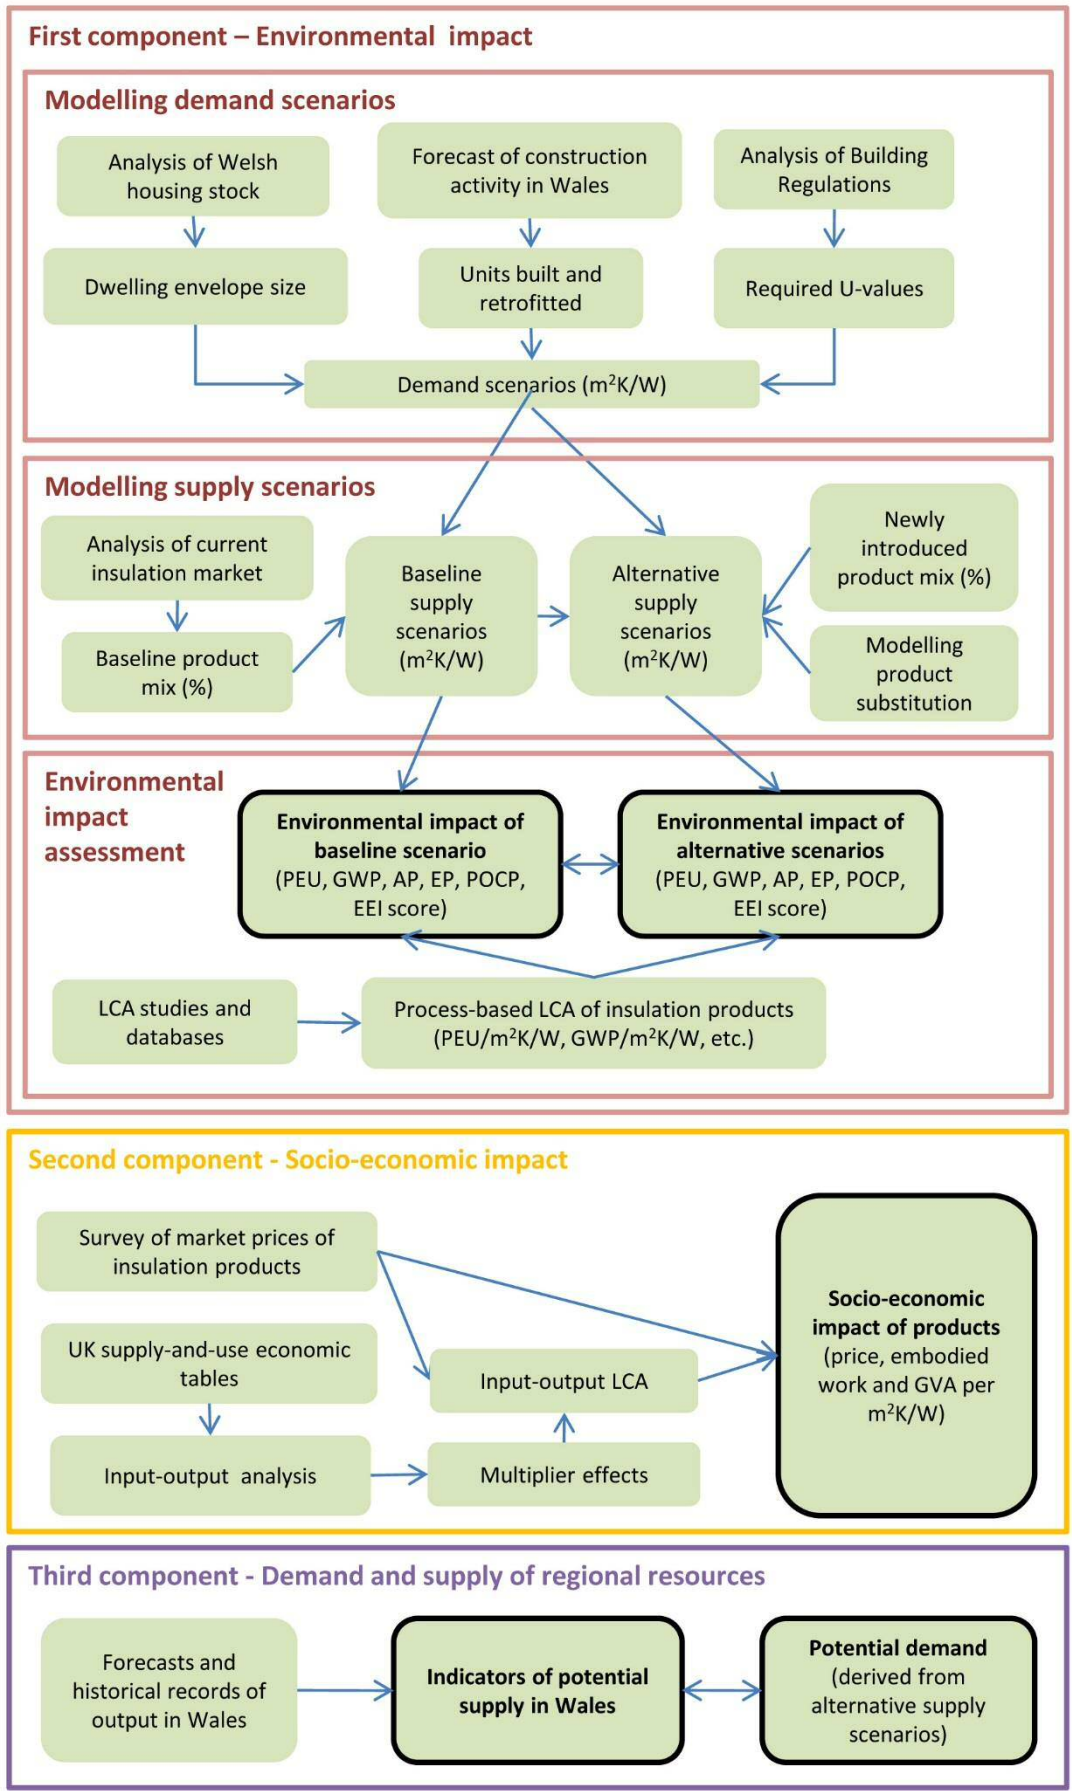 First component – Environmental impact
Modelling demand scenarios
Analysis of Welsh
housing stock
Forecast of construction
activity in Wales
Analysis of Building
Regulations
Dwelling envelope size
Units built and
retrofitted
Required U-values
Demand scenarios (m²K/W)
Modelling supply scenarios
Analysis of current
insulation market
Baseline product
mix (%)
Baseline
supply
scenarios
(m²K/W)
Alternative
supply
scenarios
(m²K/W)
Newly
introduced
product mix (%)
Modelling
product
substitution
Environmental
impact
assessment
Environmental impact of
baseline scenario
(PEU, GWP, AP, EP, POCP,
EEI score)
Environmental impact of
alternative scenarios
(PEU, GWP, AP, EP, POCP,
EEI score)
LCA studies and
databases
Process-based LCA of insulation products
(PEU/m²K/W, GWP/m²K/W, etc.)
Second component - Socio-economic impact
Survey of market prices of
insulation products
UK supply-and-use economic
tables
Input-output analysis
Input-output LCA
Multiplier effects
Socio-economic
impact of products
(price, embodied
work and GVA per
m²K/W)
Third component - Demand and supply of regional resources
Forecasts and
historical records of
output in Wales
Indicators of potential
supply in Wales
Potential demand
(derived from
alternative supply
scenarios)